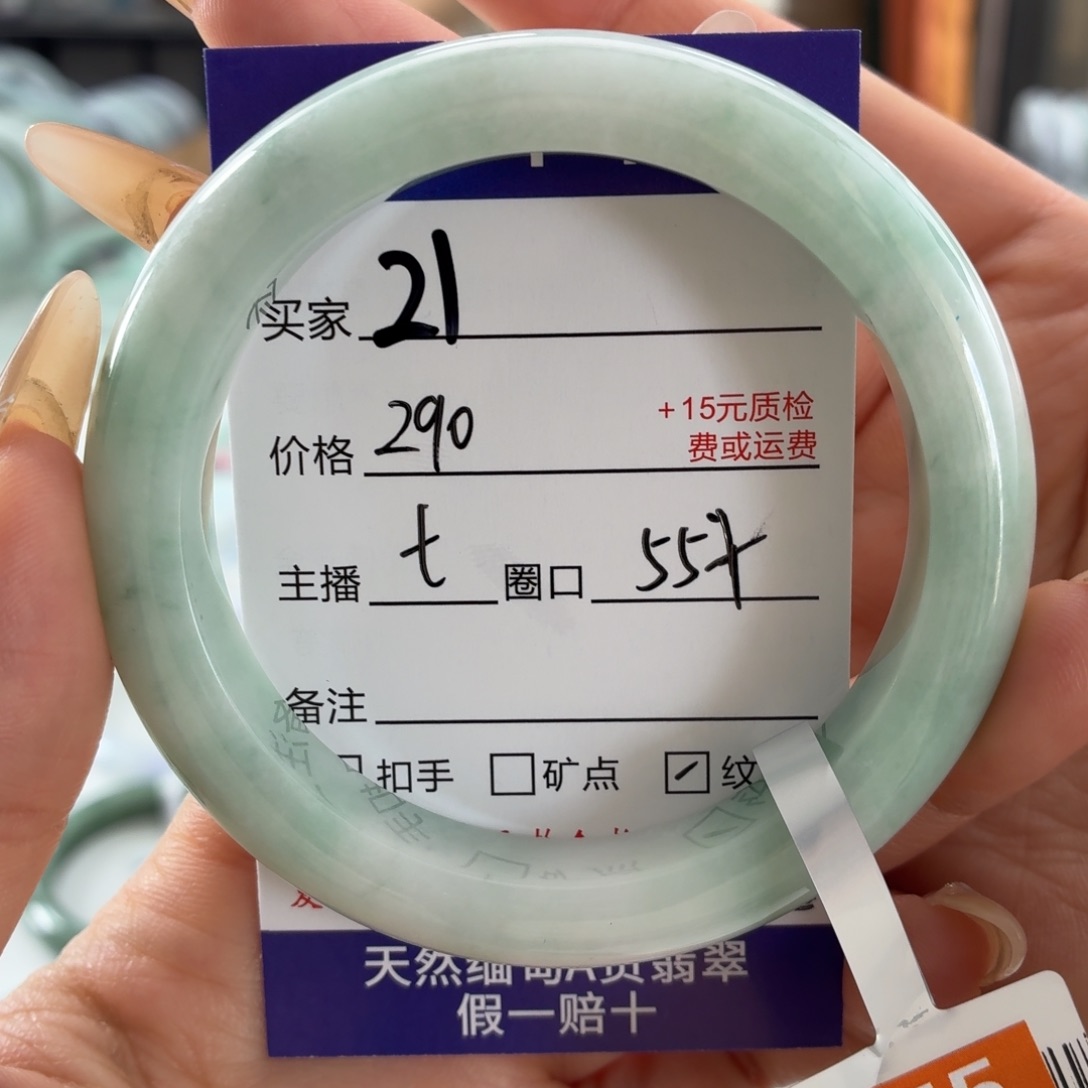 买家 21
价格 290 +15元质检
费或运费
主播 t 圈口 55
备注
扣手 矿点 纹
天然缅甸A货翡翠
假一赔十